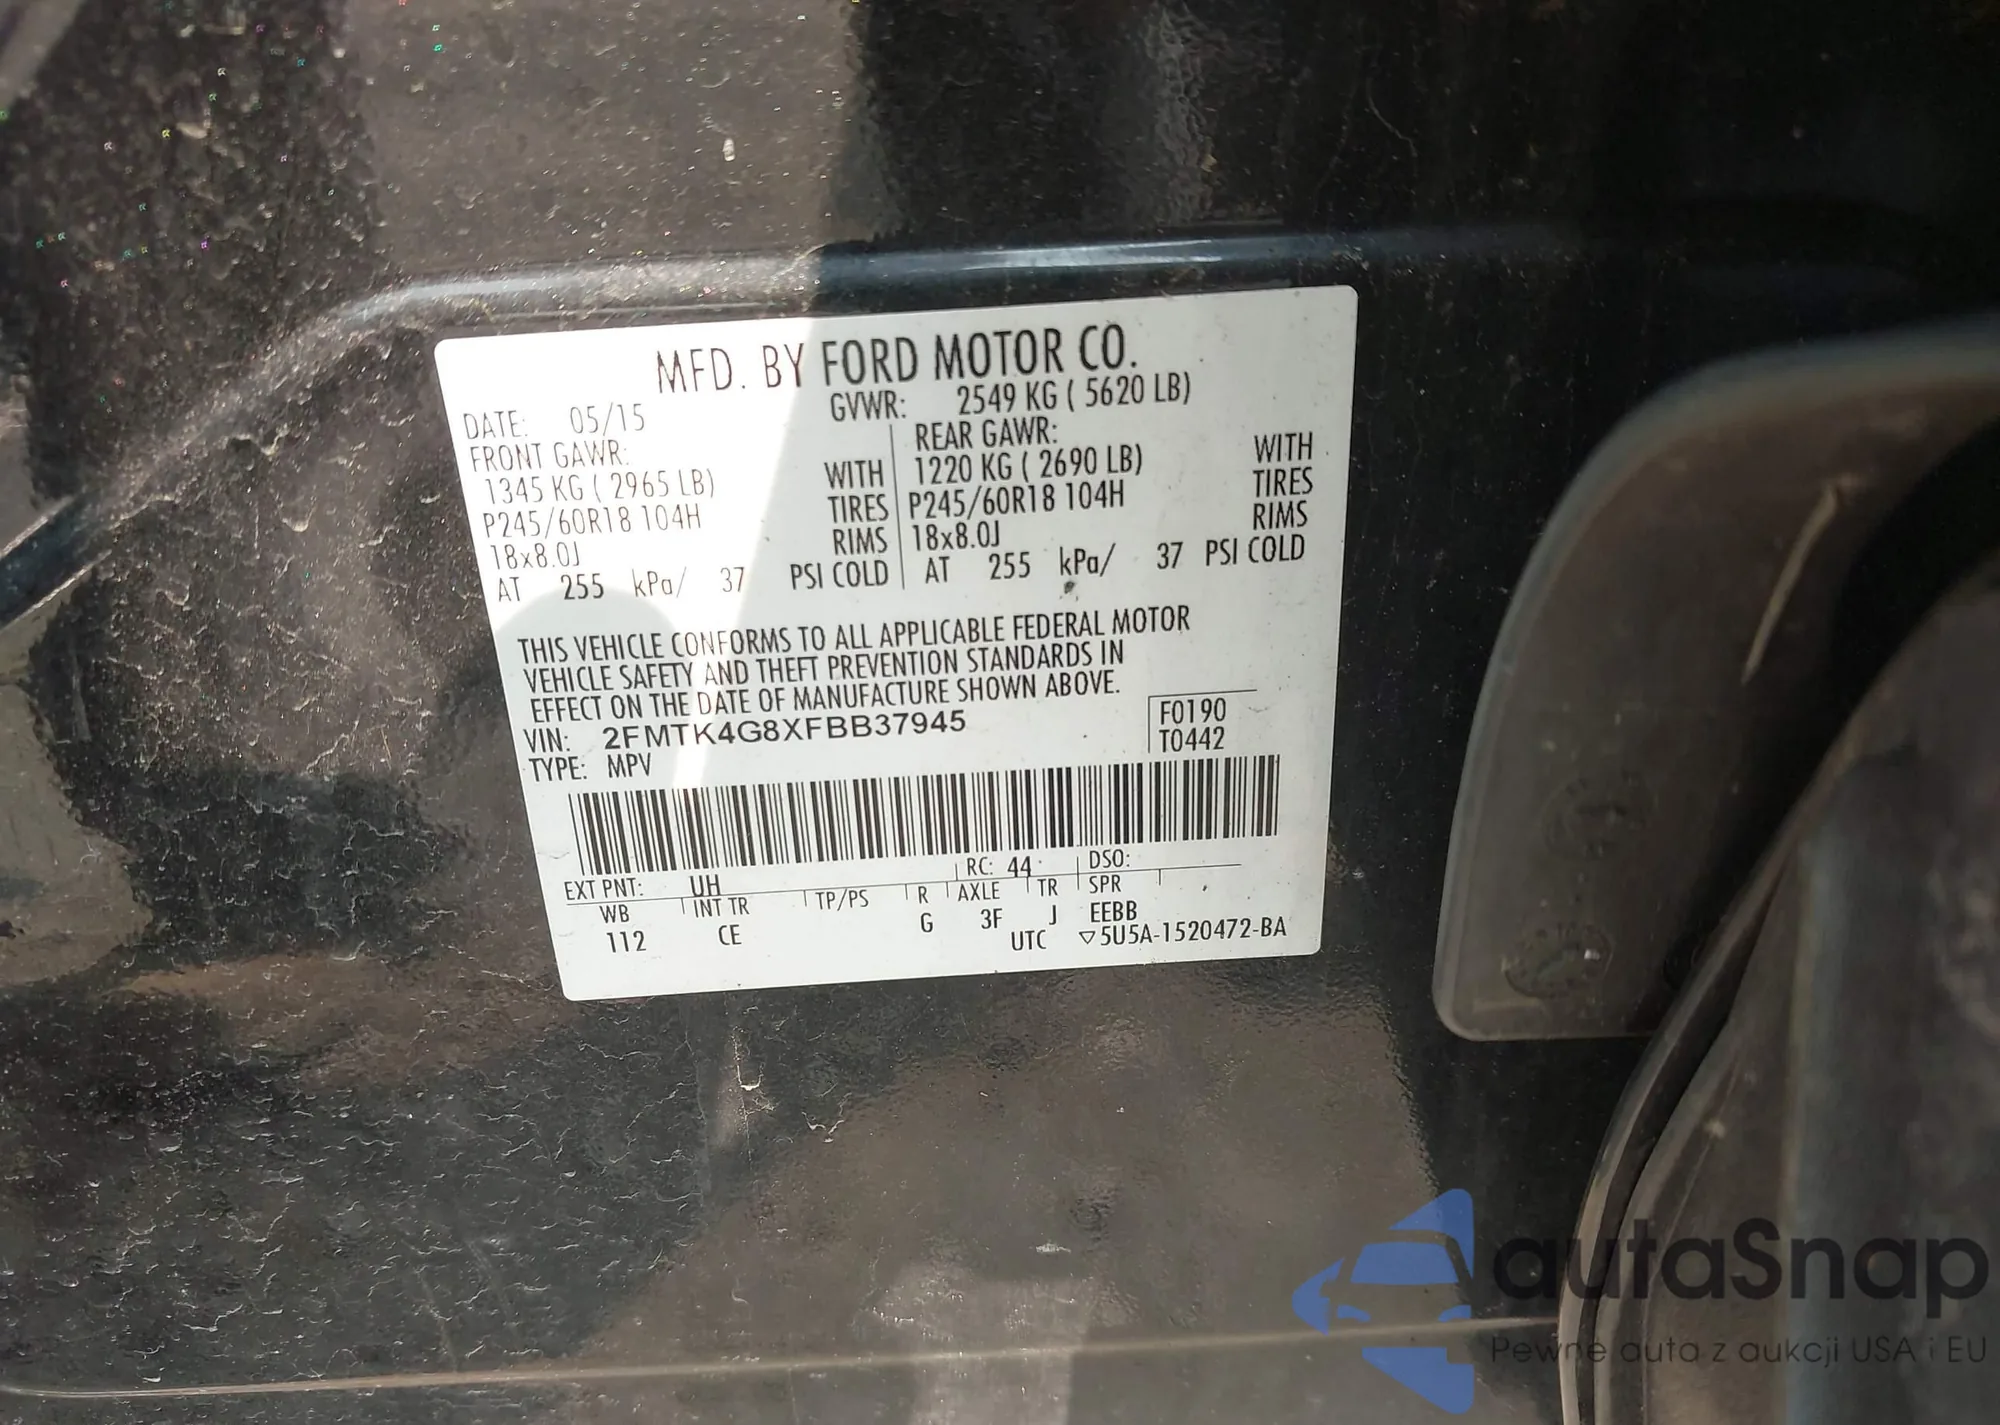 MFD. BY FORD MOTOR CO.
DATE: 05/15 GVWR: 2549 KG ( 5620 LB)
FRONT GAWR: REAR GAWR:
1345 KG ( 2965 LB) WITH 1220 KG ( 2690 LB) WITH
P245/60R18 104H TIRES P245/60R18 104H TIRES
18x8.0J RIMS 18x8.0J RIMS
AT 255 kPa/ 37 PSI COLD AT 255 kPa/ 37 PSI COLD
THIS VEHICLE CONFORMS TO ALL APPLICABLE FEDERAL MOTOR
VEHICLE SAFETY AND THEFT PREVENTION STANDARDS IN
EFFECT ON THE DATE OF MANUFACTURE SHOWN ABOVE.
VIN: 2FMTK4G8XFBB37945 F0190
TYPE: MPV T0442
EXT PNT: UH RC: 44 DSO:
WB INT TR TP/PS R AXLE TR SPR
112 CE G 3F J EEBB
UTC ▽5U5A-1520472-BA
autaSnap
Pewne auta z aukcji USA i EU